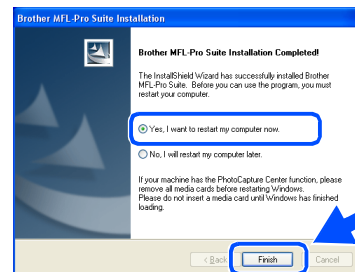 Brother MFL-Pro Suite Installation
Brother MFL-Pro Suite Installation Completed!
The InstallShield Wizard has successfully installed Brother
MFL-Pro Suite. Before you can use the program, you must
restart your computer.
Yes, I want to restart my computer now.
No, I will restart my computer later.
If your machine has the PhotoCapture Center function, please
remove all media cards before restarting Windows.
Please do not insert a media card until Windows has finished
loading.
< Back Finish Cancel